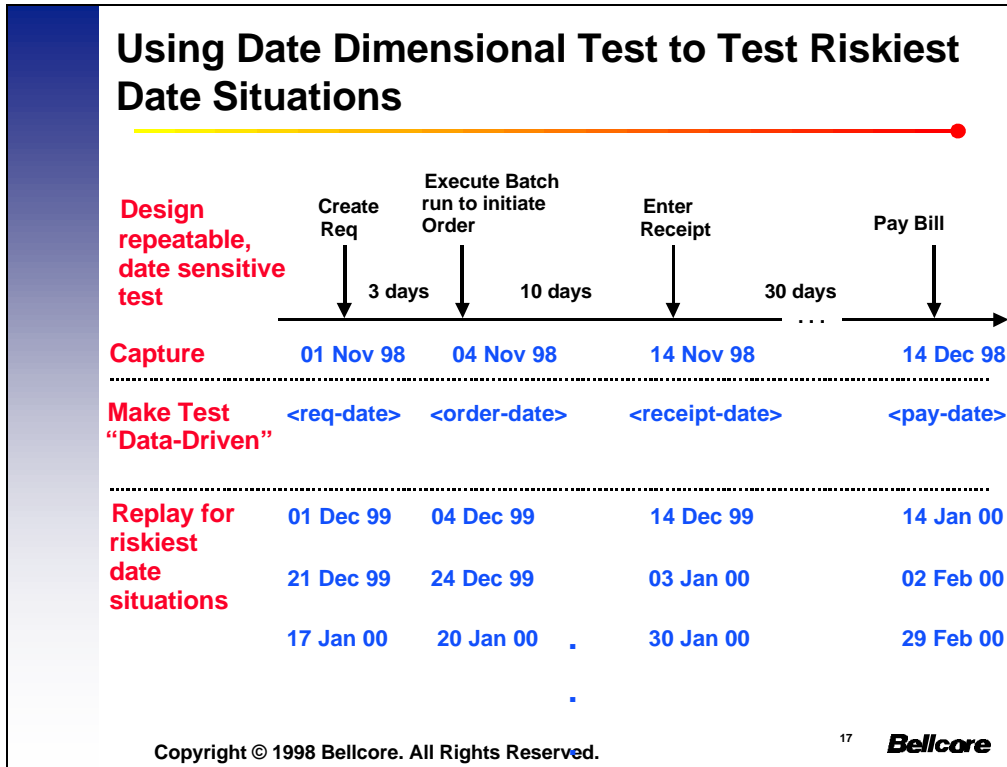 Using Date Dimensional Test to Test Riskiest
Date Situations
Design
repeatable,
date sensitive
test
Create
Req
Execute Batch
run to initiate
Order
Enter
Receipt
Pay Bill
3 days
10 days
30 days
. . .
Capture
01 Nov 98
04 Nov 98
14 Nov 98
14 Dec 98
Make Test
“Data-Driven”
<req-date>
<order-date>
<receipt-date>
<pay-date>
Replay for
riskiest
date
situations
01 Dec 99
04 Dec 99
14 Dec 99
14 Jan 00
21 Dec 99
24 Dec 99
03 Jan 00
02 Feb 00
17 Jan 00
20 Jan 00
30 Jan 00
29 Feb 00
.
.
.
Copyright © 1998 Bellcore. All Rights Reserved.
17
Bellcore